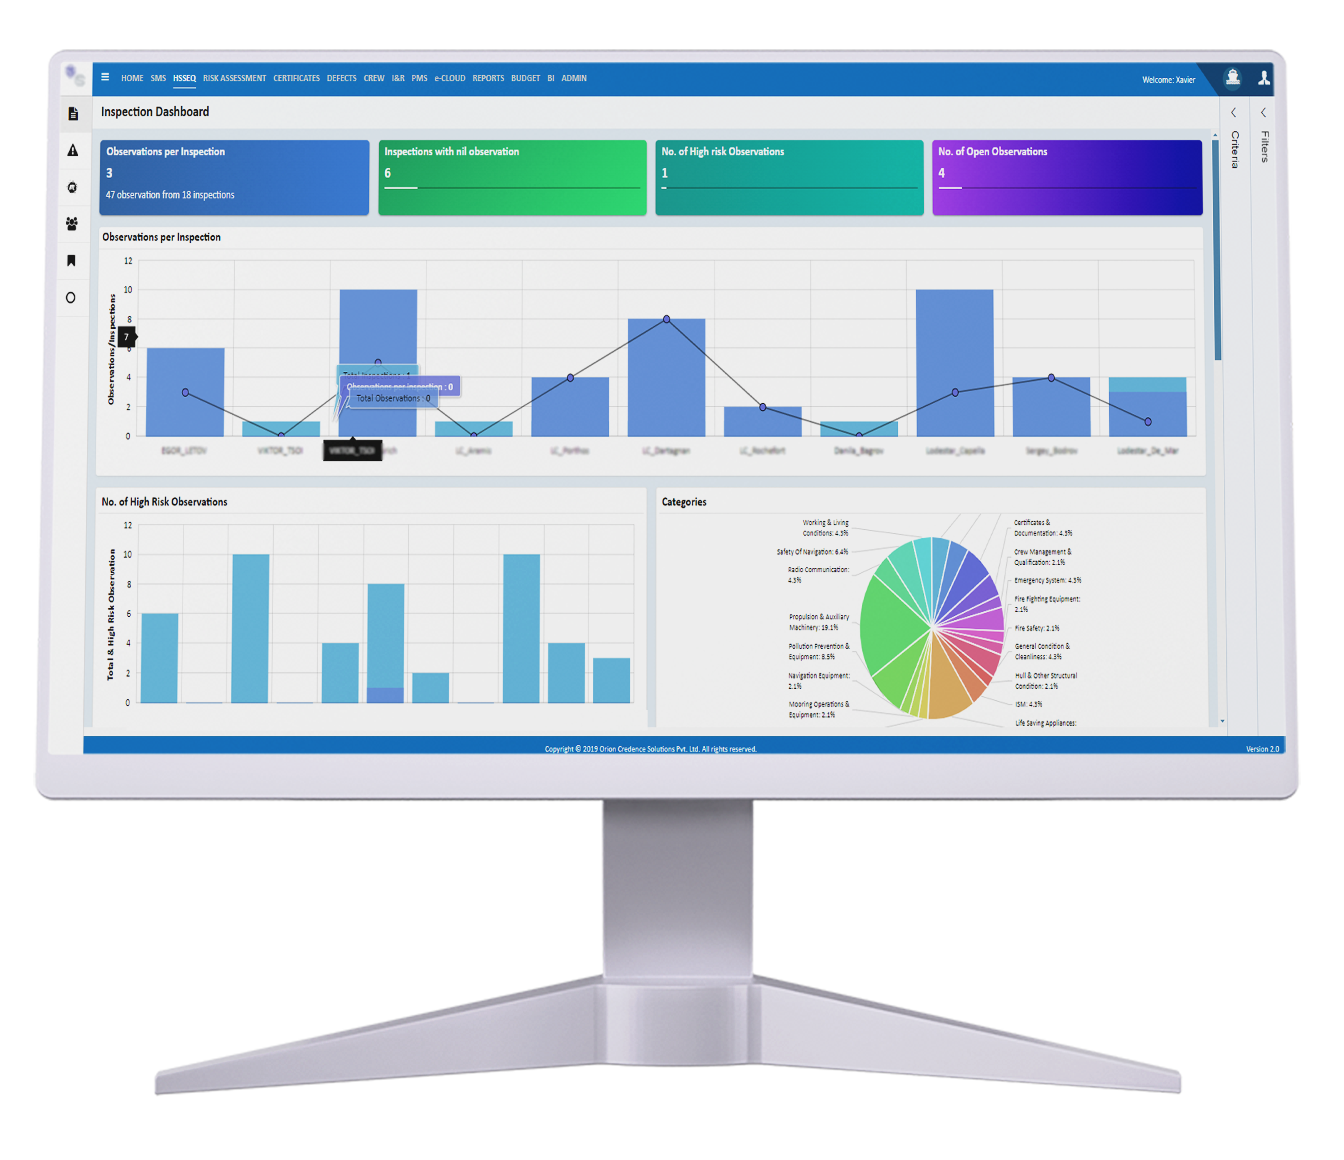 HOME SMS HSSEQ RISK ASSESSMENT CERTIFICATES DEFECTS CREW I&R PMS e-CLOUD REPORTS BUDGET BI ADMIN
Welcome: Xavier
Inspection Dashboard
Criteria
Filters
Observations per Inspection
3
47 observation from 18 inspections
Inspections with nil observation
6
No. of High risk Observations
1
No. of Open Observations
4
Observations per Inspection
Observations/Inspections
12
10
8
7
6
4
2
0
Total Inspections : 1
Observations per inspection : 0
Total Observations : 0
EGOR_LETOV VIKTOR_TSOI VIKTOR_TSOI LC_Aramis LC_Porthos LC_Dartagnan LC_Rochefort Danila_Bagrov Lodestar_Capella Sergey_Bodrov Lodestar_De_Mar
No. of High Risk Observations
Total & High Risk Observation
12
10
8
6
4
2
0
Categories
Working & Living
Conditions: 4.3%
Safety Of Navigation: 6.4%
Radio Communication:
4.3%
Propulsion & Auxiliary
Machinery: 19.1%
Pollution Prevention &
Equipment: 8.5%
Navigation Equipment:
2.1%
Mooring Operations &
Equipment: 2.1%
Certificates &
Documentation: 4.3%
Crew Management &
Qualification: 2.1%
Emergency System: 4.3%
Fire Fighting Equipment:
2.1%
Fire Safety: 2.1%
General Condition &
Cleanliness: 4.3%
Hull & Other Structural
Condition: 2.1%
ISM: 4.3%
Life Saving Appliances:
Copyright © 2019 Orion Credence Solutions Pvt. Ltd. All rights reserved.
Version 2.0